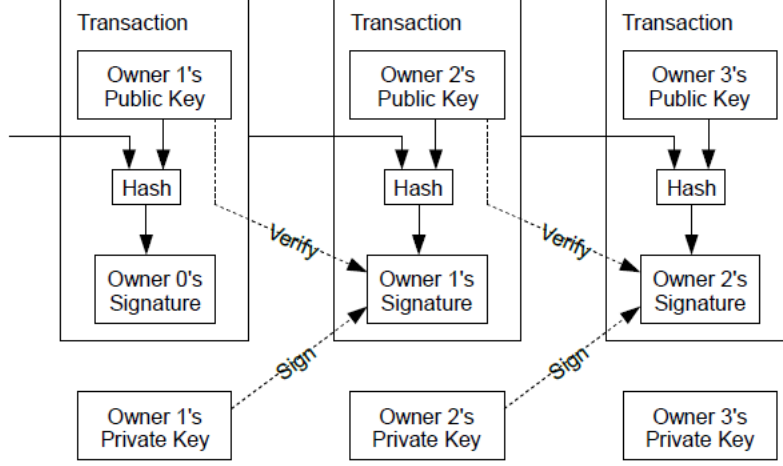 Transaction
Transaction
Transaction
Owner 1's
Public Key
Owner 2's
Public Key
Owner 3's
Public Key
Hash
Hash
Hash
Verify
Verify
Owner 0's
Signature
Owner 1's
Signature
Owner 2's
Signature
Sign
Sign
Owner 1's
Private Key
Owner 2's
Private Key
Owner 3's
Private Key